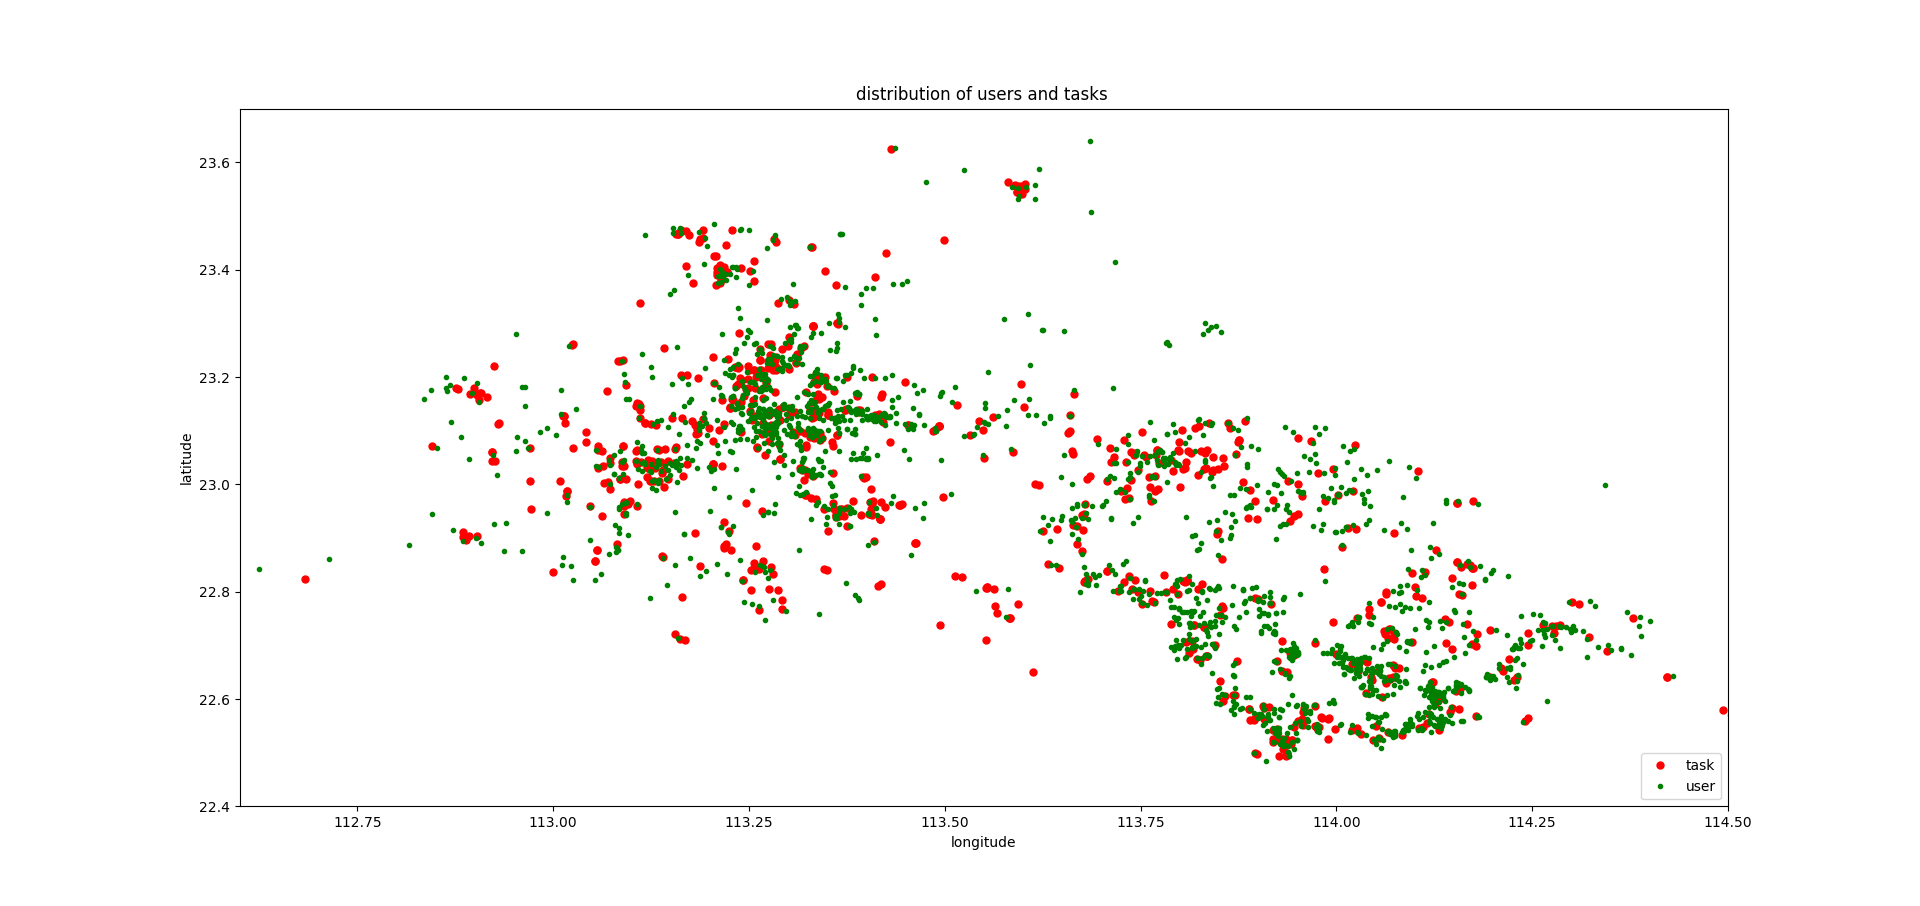 distribution of users and tasks
latitude
23.6
23.4
23.2
23.0
22.8
22.6
22.4
112.75 113.00 113.25 113.50 113.75 114.00 114.25 114.50
longitude
task
user